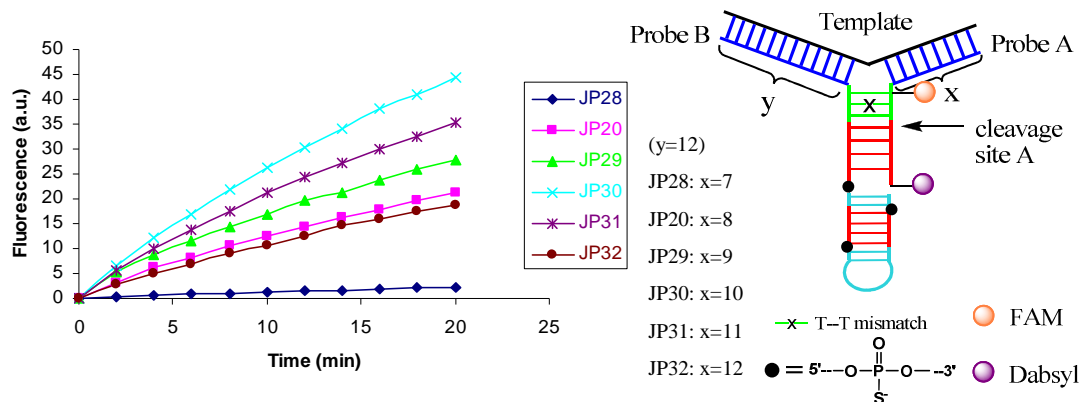 50
45
40
35
30
25
20
15
10
5
0
Fluorescence (a.u.)
0 5 10 15 20 25
Time (min)
JP28
JP20
JP29
JP30
JP31
JP32
Template
Probe B
Probe A
y
x
X
cleavage
site A
(y=12)
JP28: x=7
JP20: x=8
JP29: x=9
JP30: x=10
JP31: x=11
JP32: x=12
X T--T mismatch
FAM
= 5'---O-P-O---3'
O
S-
Dabsyl